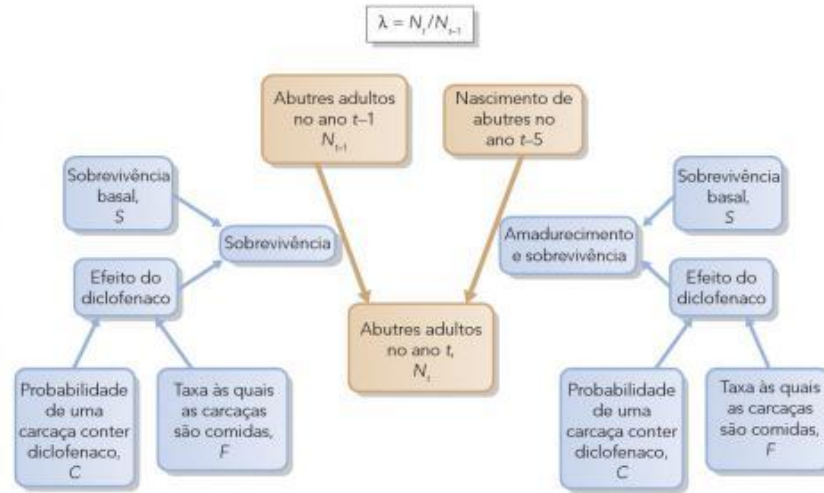 λ = Nt/Nt–1
Abutres adultos
no ano t–1
Nt–1
Nascimento de
abutres no
ano t–5
Sobrevivência
basal,
S
Sobrevivência
Efeito do
diclofenaco
Probabilidade
de uma
carcaça conter
diclofenaco,
C
Taxa às quais
as carcaças
são comidas,
F
Abutres adultos
no ano t,
Nt
Sobrevivência
basal,
S
Amadurecimento
e sobrevivência
Efeito do
diclofenaco
Probabilidade
de uma
carcaça conter
diclofenaco,
C
Taxa às quais
as carcaças
são comidas,
F